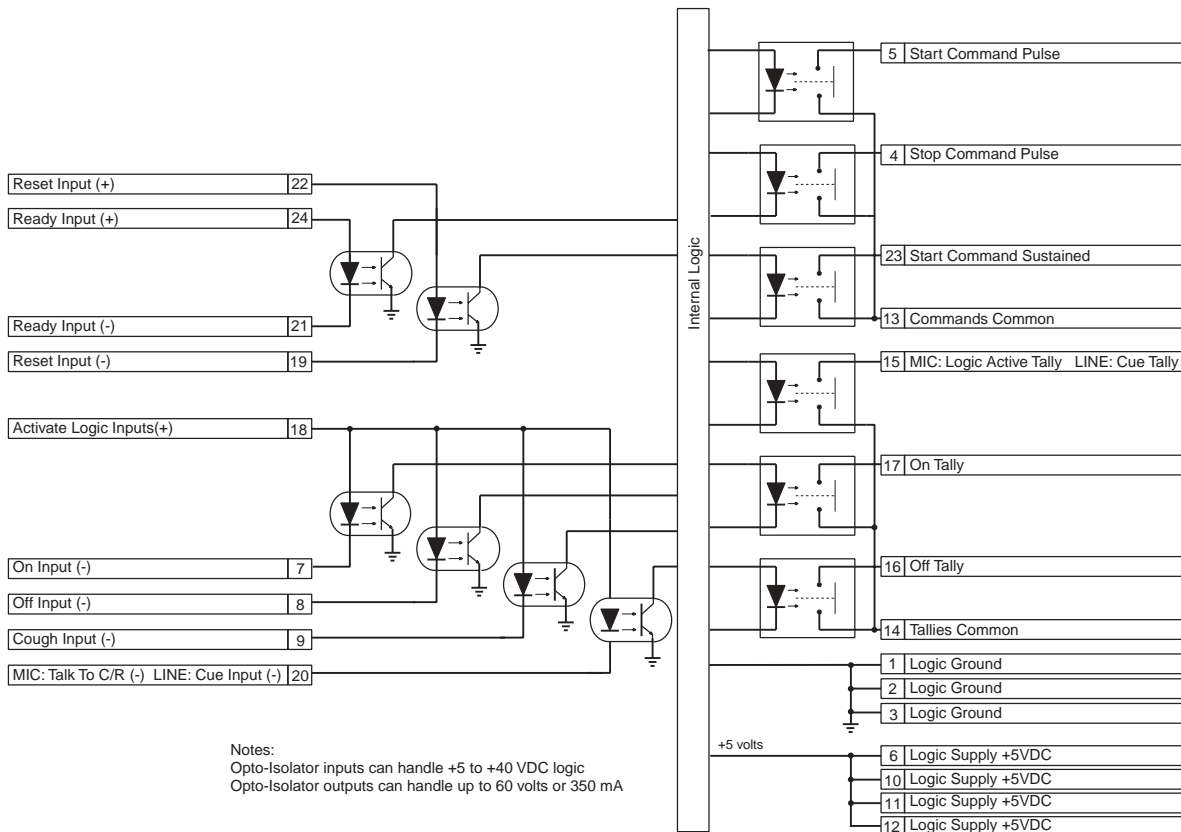 5 Start Command Pulse
4 Stop Command Pulse
Reset Input (+) 22
Ready Input (+) 24
23 Start Command Sustained
Internal Logic
Ready Input (-) 21
13 Commands Common
Reset Input (-) 19
15 MIC: Logic Active Tally LINE: Cue Tally
Activate Logic Inputs(+) 18
17 On Tally
On Input (-) 7
16 Off Tally
Off Input (-) 8
Cough Input (-) 9
14 Tallies Common
MIC: Talk To C/R (-) LINE: Cue Input (-) 20
1 Logic Ground
2 Logic Ground
3 Logic Ground
+5 volts
6 Logic Supply +5VDC
10 Logic Supply +5VDC
11 Logic Supply +5VDC
12 Logic Supply +5VDC
Notes:
Opto-Isolator inputs can handle +5 to +40 VDC logic
Opto-Isolator outputs can handle up to 60 volts or 350 mA